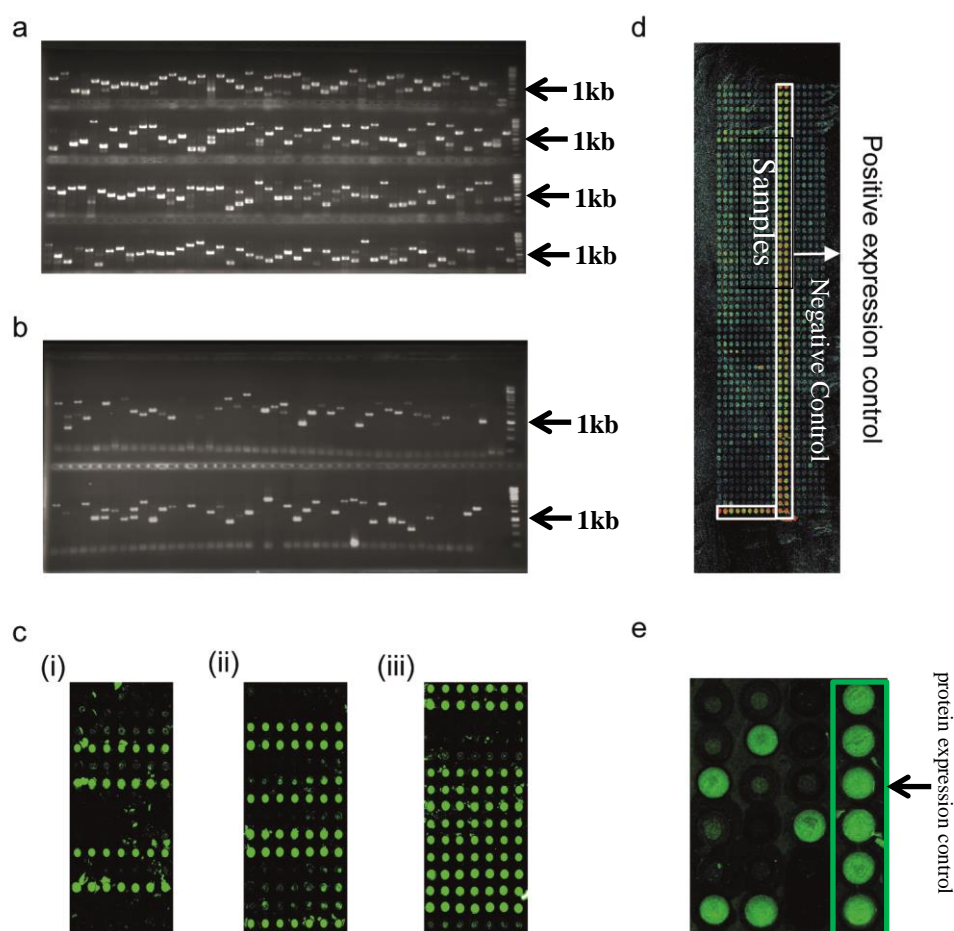 a
1kb
1kb
1kb
1kb
b
1kb
1kb
c
(i)
(ii)
(iii)
d
Samples
Negative Control
Positive expression control
e
protein expression control